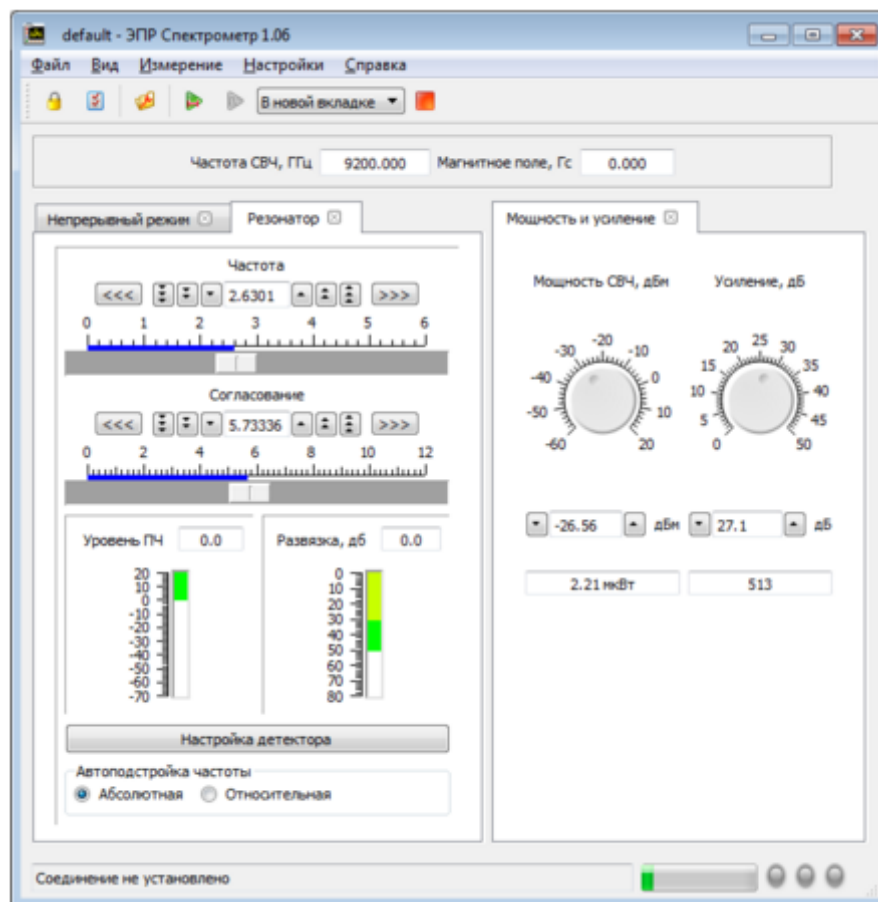 default - ЭПР Спектрометр 1.06
Файл Вид Измерение Настройки Справка
В новой вкладке
Частота СВЧ, ГГц 9200.000 Магнитное поле, Гс 0.000
Непрерывный режим Резонатор
Частота
<<< 2.6301 >>>
0 1 2 3 4 5 6
Согласование
<<< 5.73336 >>>
0 2 4 6 8 10 12
Уровень ПЧ 0.0 Развязка, дб 0.0
20 0
10 10
0 20
-10 30
-20 40
-30 50
-40 60
-50 70
-60 80
-70
Настройка детектора
Автоподстройка частоты
Абсолютная Относительная
Мощность и усиление
Мощность СВЧ, дБм Усиление, дБ
-60 -50 -40 -30 -20 -10 0 10 20
0 5 10 15 20 25 30 35 40 45 50
-26.56 дБм 27.1 дБ
2.21 мкВт 513
Соединение не установлено